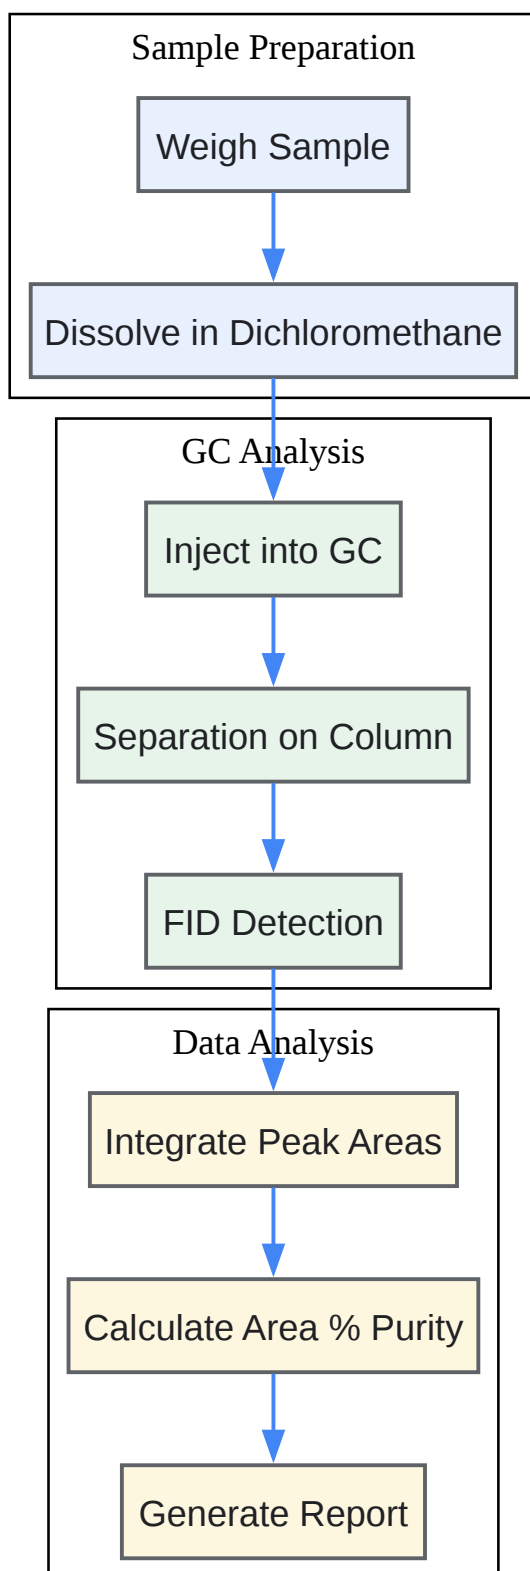 Sample Preparation
Weigh Sample
Dissolve in Dichloromethane
GC Analysis
Inject into GC
Separation on Column
FID Detection
Data Analysis
Integrate Peak Areas
Calculate Area % Purity
Generate Report